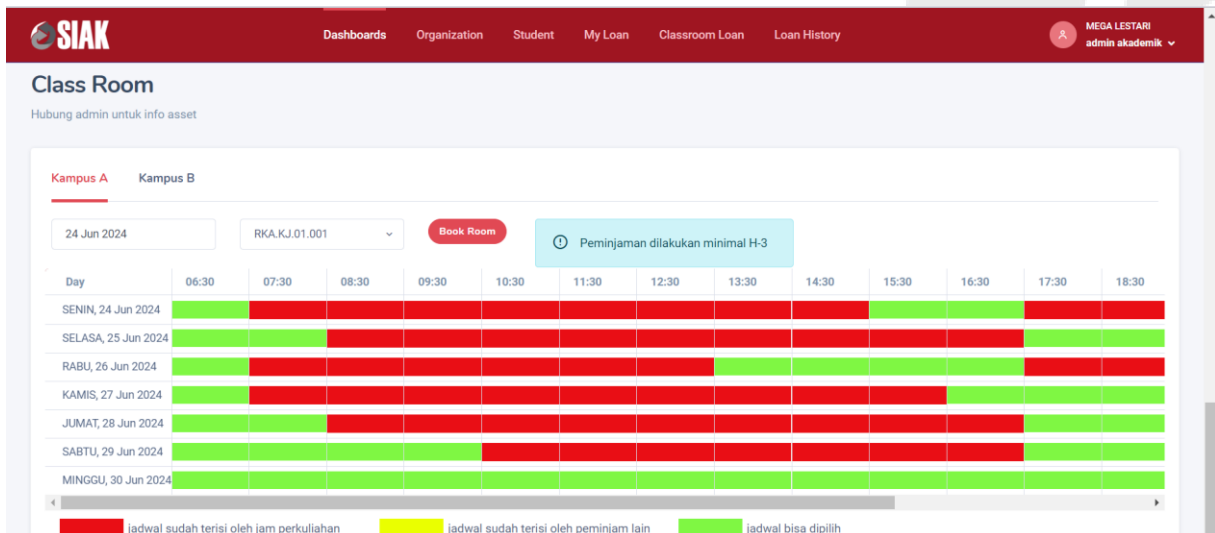 SIAK Dashboards Organization Student My Loan Classroom Loan Loan History MEGA LESTARI
admin akademik
Class Room
Hubung admin untuk info asset
Kampus A Kampus B
24 Jun 2024 RKA.KJ.01.001 Book Room Peminjaman dilakukan minimal H-3
Day 06:30 07:30 08:30 09:30 10:30 11:30 12:30 13:30 14:30 15:30 16:30 17:30 18:30
SENIN, 24 Jun 2024
SELASA, 25 Jun 2024
RABU, 26 Jun 2024
KAMIS, 27 Jun 2024
JUMAT, 28 Jun 2024
SABTU, 29 Jun 2024
MINGGU, 30 Jun 2024
jadwal sudah terisi oleh jam perkuliahan jadwal sudah terisi oleh peminjam lain jadwal bisa dipilih